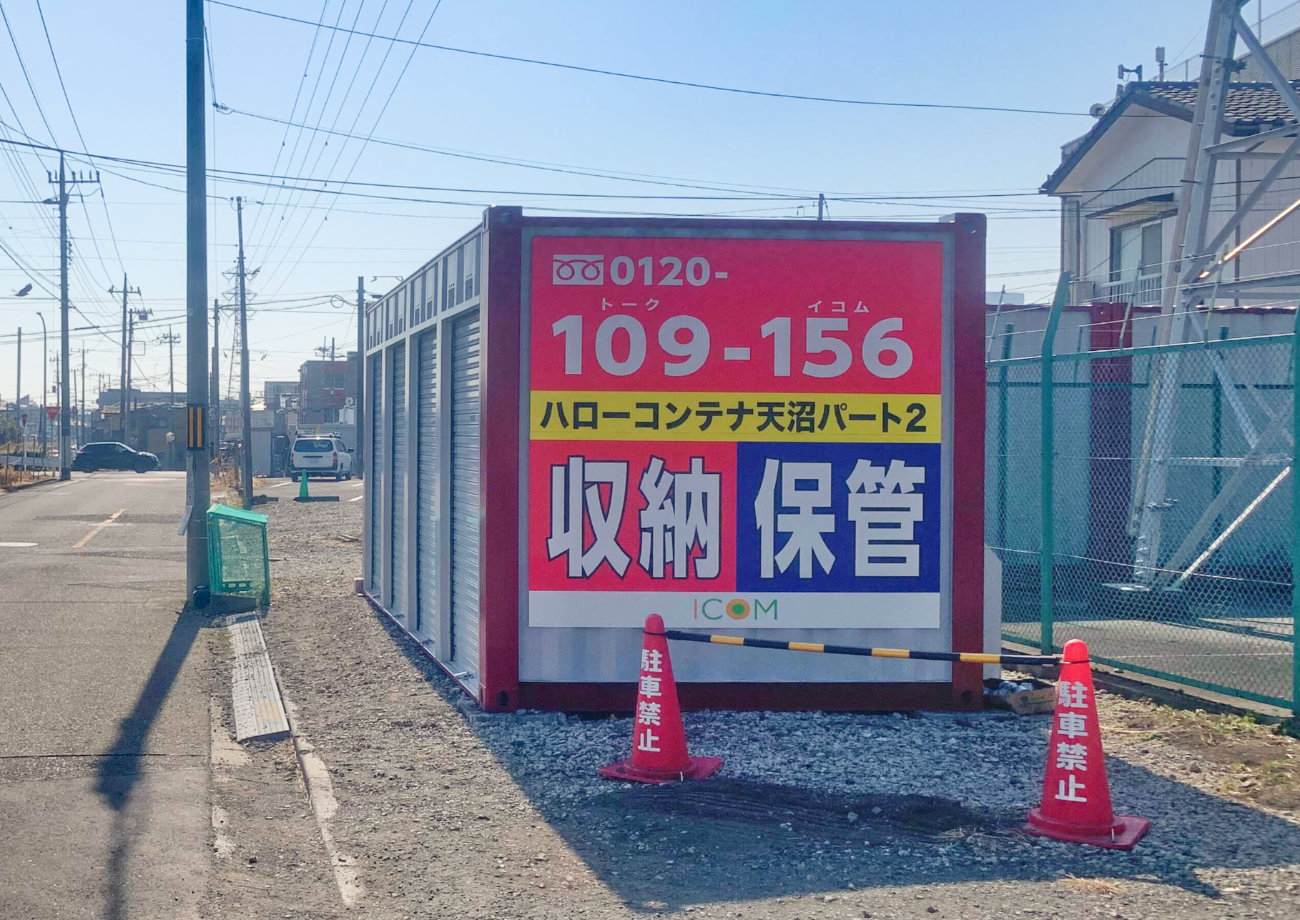 0120-
トーク イコム
109-156
ハローコンテナ天沼パート2
収納 保管
ICOM
駐車禁止
駐車禁止